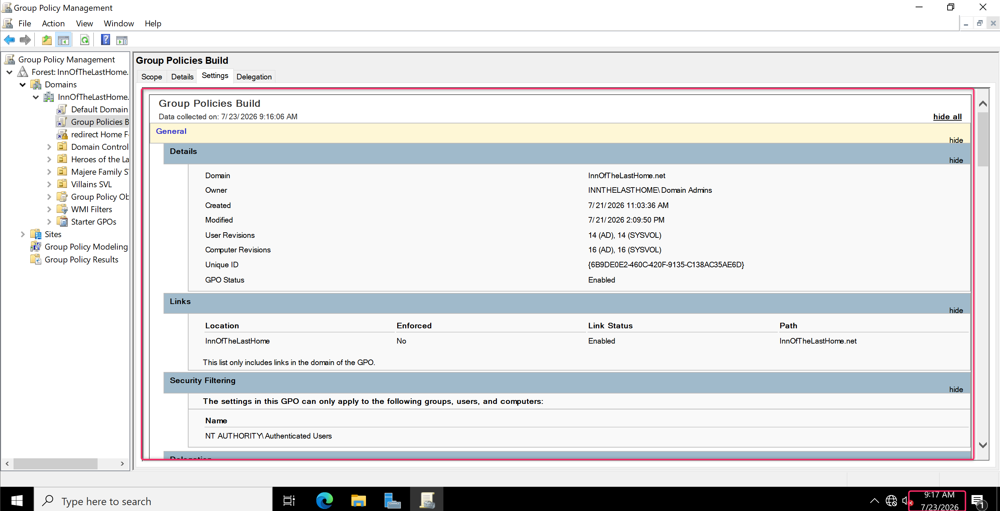 Group Policy Management
File Action View Window Help
Group Policy Management
Forest: InnOfTheLastHome.
Domains
InnOfTheLastHome.
Default Domain
Group Policies B
redirect Home F
Domain Control
Heroes of the La
Majere Family S
Villains SVL
Group Policy Ob
WMI Filters
Starter GPOs
Sites
Group Policy Modeling
Group Policy Results
Group Policies Build
Scope Details Settings Delegation
Group Policies Build
Data collected on: 7/23/2026 9:16:06 AM
hide all
General
hide
Details
hide
Domain InnOfTheLastHome.net
Owner INNTHELASTHOME\Domain Admins
Created 7/21/2026 11:03:36 AM
Modified 7/21/2026 2:09:50 PM
User Revisions 14 (AD), 14 (SYSVOL)
Computer Revisions 16 (AD), 16 (SYSVOL)
Unique ID {6B9DE0E2-460C-420F-9135-C138AC35AE6D}
GPO Status Enabled
Links
hide
Location Enforced Link Status Path
InnOfTheLastHome No Enabled InnOfTheLastHome.net
This list only includes links in the domain of the GPO.
Security Filtering
hide
The settings in this GPO can only apply to the following groups, users, and computers:
Name
NT AUTHORITY\Authenticated Users
Delegation
Type here to search
9:17 AM
7/23/2026
1